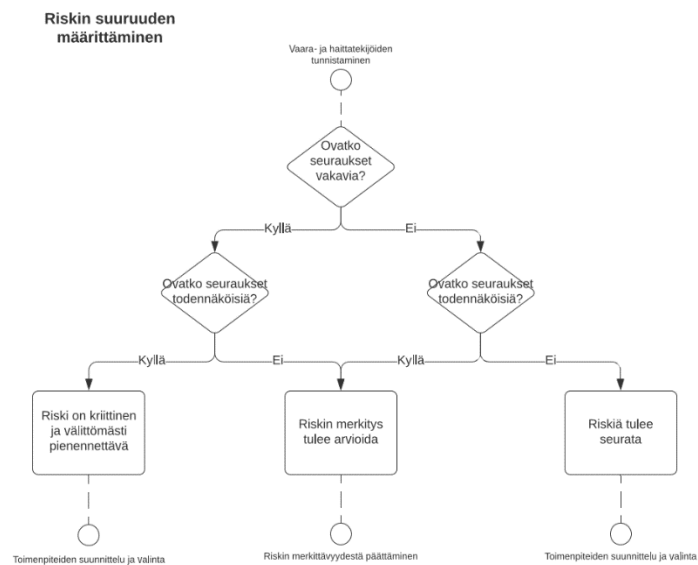 Riskin suuruuden
määrittäminen
Vaara- ja haittatekijöiden
tunnistaminen
Ovatko
seuraukset
vakavia?
Kyllä
Ei
Ovatko seuraukset
todennäköisiä?
Ovatko seuraukset
todennäköisiä?
Kyllä
Ei
Kyllä
Ei
Riski on kriittinen
ja välittömästi
pienennettävä
Riskin merkitys
tulee arvioida
Riskiä tulee
seurata
Toimenpiteiden suunnittelu ja valinta
Riskin merkittävyydestä päättäminen
Toimenpiteiden suunnittelu ja valinta